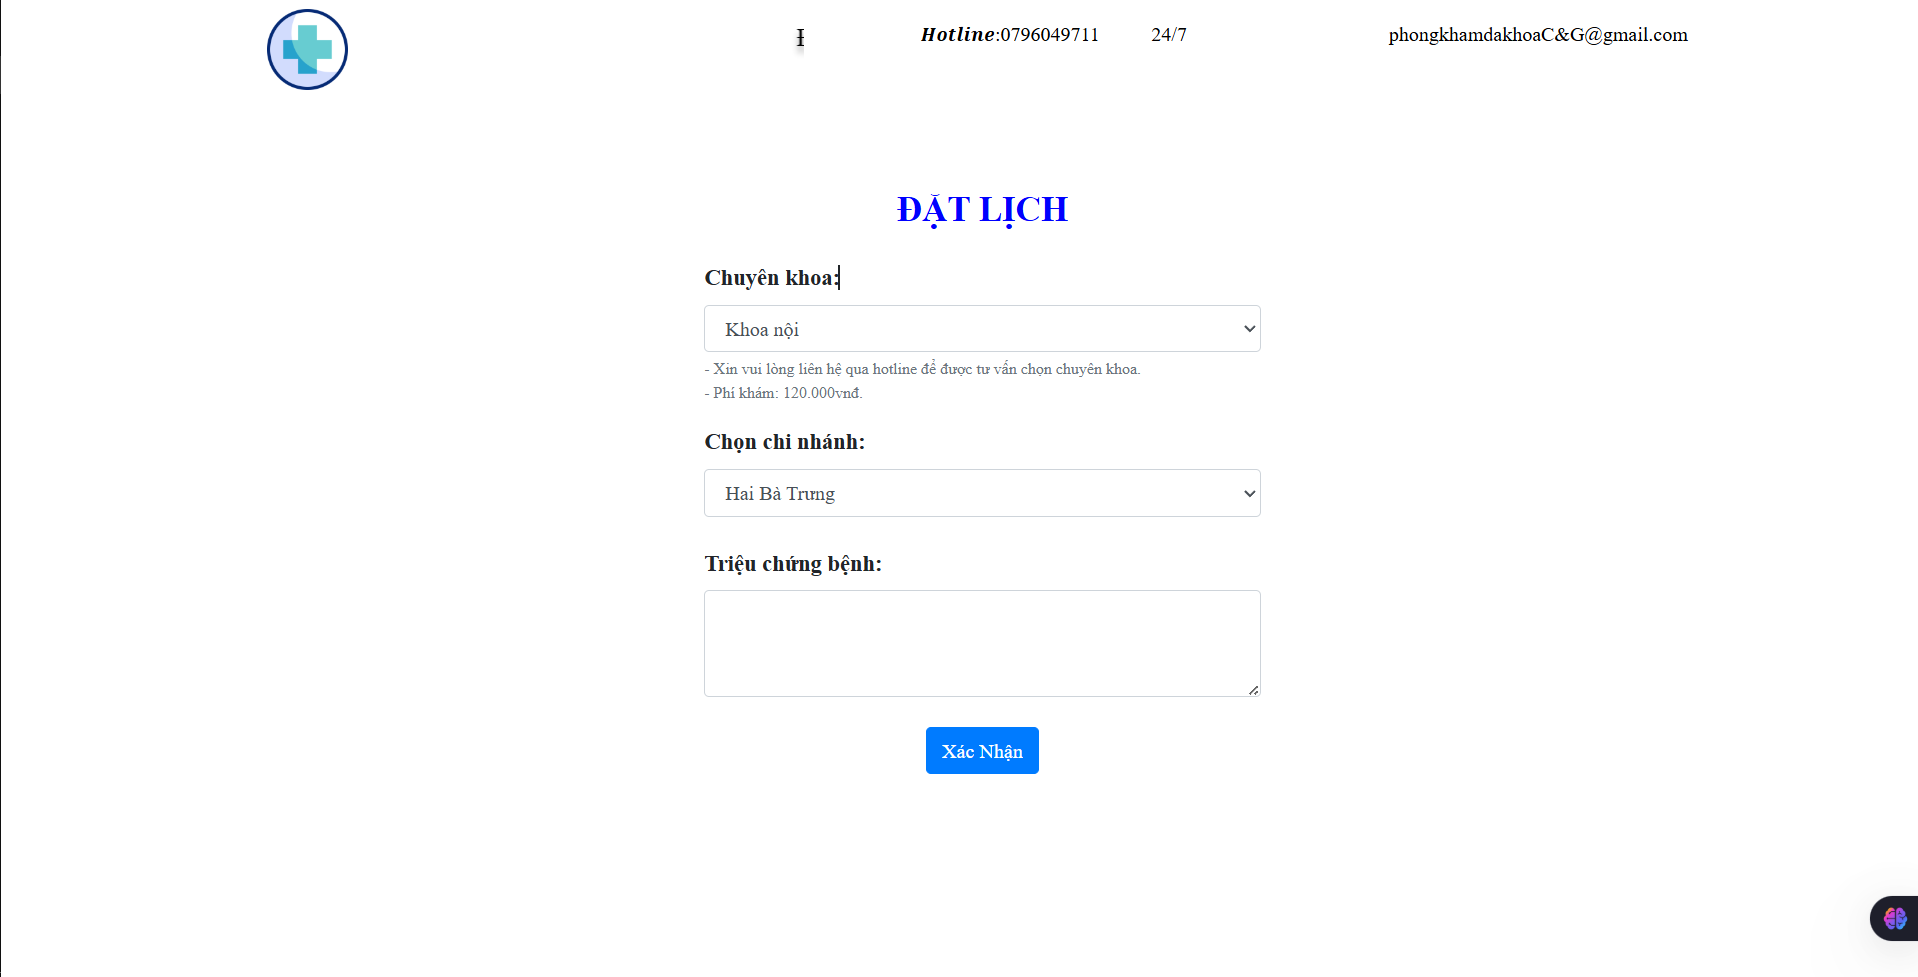 Hotline:0796049711 24/7 phongkhamdakhoaC&G@gmail.com
ĐẶT LỊCH
Chuyên khoa:
Khoa nội
- Xin vui lòng liên hệ qua hotline để được tư vấn chọn chuyên khoa.
- Phí khám: 120.000vnđ.
Chọn chi nhánh:
Hai Bà Trưng
Triệu chứng bệnh:
Xác Nhận